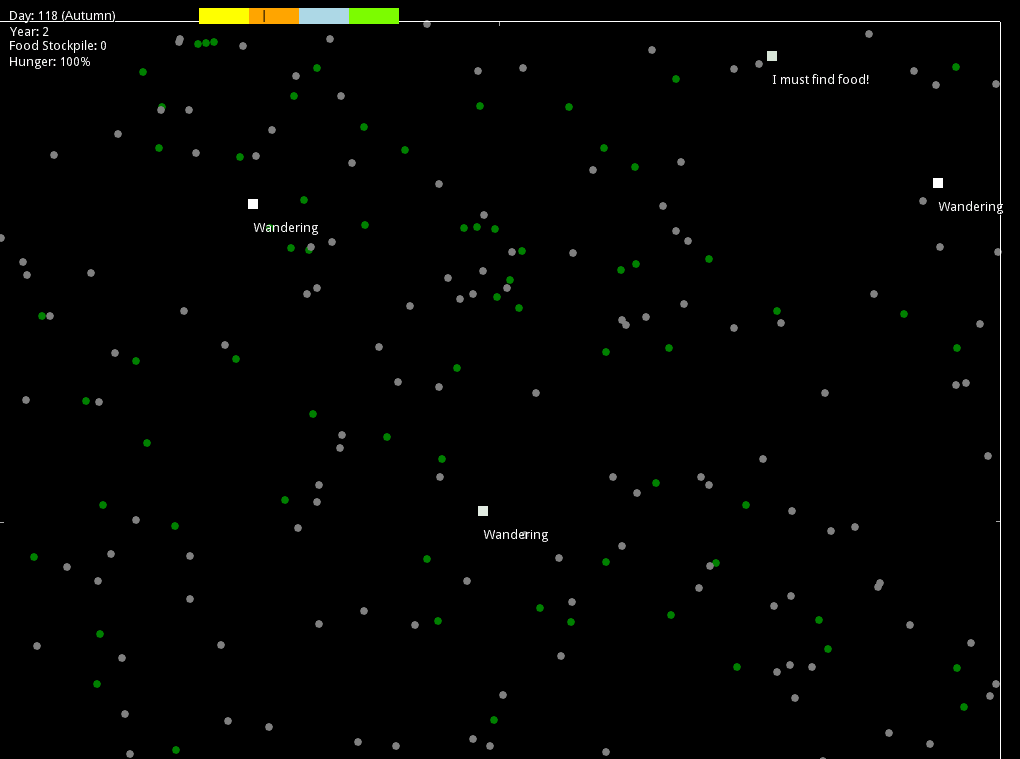 Day: 118 (Autumn)
Year: 2
Food Stockpile: 0
Hunger: 100%
I must find food!
Wandering
Wandering
Wandering